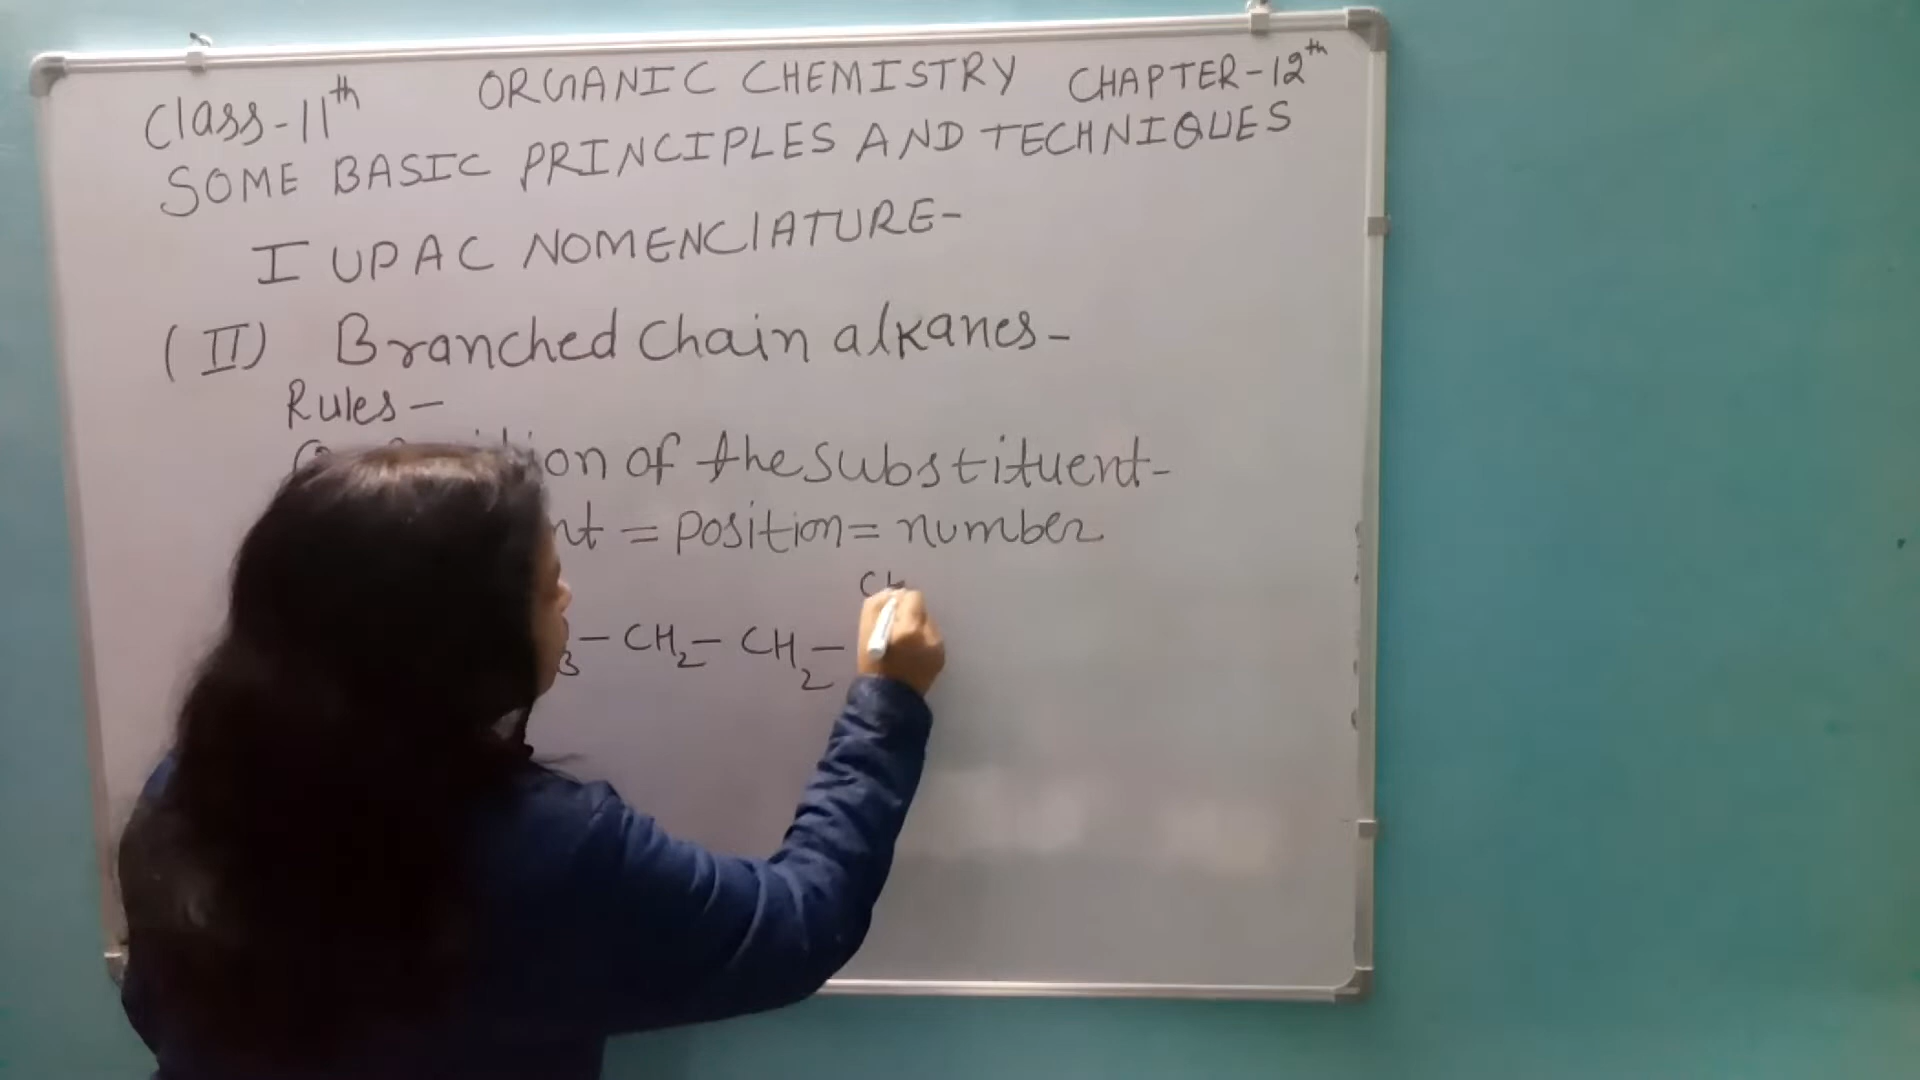 Class-11th ORGANIC CHEMISTRY CHAPTER-12th
SOME BASIC PRINCIPLES AND TECHNIQUES
IUPAC NOMENClATURE-
(II) Branched Chain alkanes-
Rules-
of the substituent-
= Position = number
-CH2-CH2-